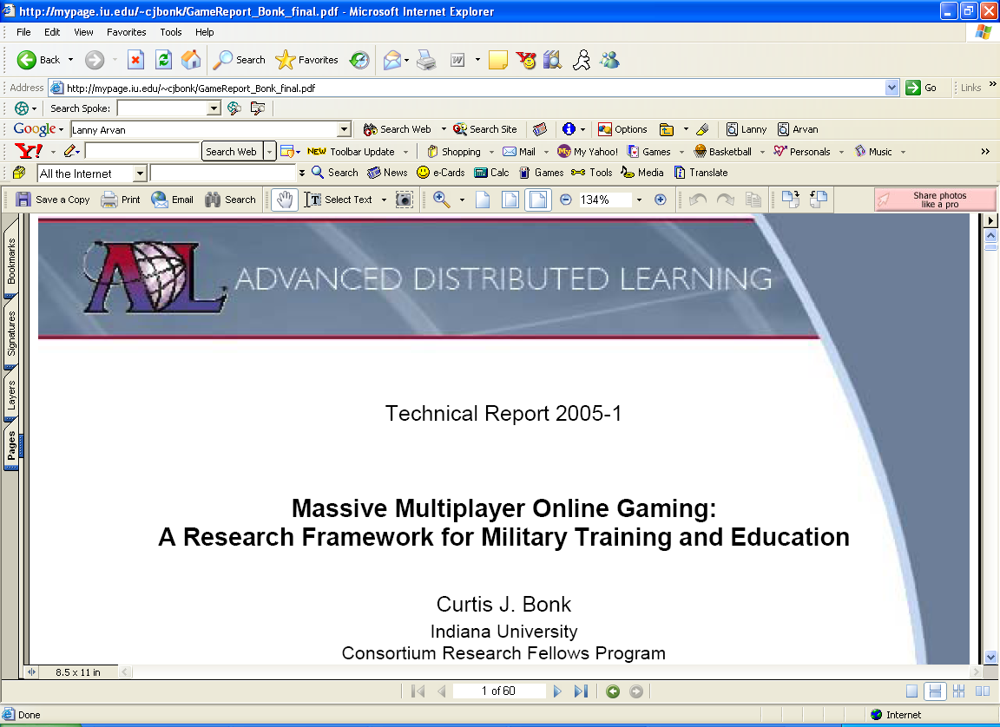 http://mypage.iu.edu/~cjbonk/GameReport_Bonk_final.pdf - Microsoft Internet Explorer
File Edit View Favorites Tools Help
Back Search Favorites
Address http://mypage.iu.edu/~cjbonk/GameReport_Bonk_final.pdf Go Links »
Search Spoke:
Google Lanny Arvan Search Web Search Site Options Lanny Arvan
Y! Search Web NEW Toolbar Update Shopping Mail My Yahoo! Games Basketball Personals Music »
All the Internet Search News e-Cards Calc Games Tools Media Translate
Save a Copy Print Email Search Select Text 134% Share photos
like a pro
Bookmarks
Signatures
Layers
Pages
ADL ADVANCED DISTRIBUTED LEARNING
Technical Report 2005-1
Massive Multiplayer Online Gaming:
A Research Framework for Military Training and Education
Curtis J. Bonk
Indiana University
Consortium Research Fellows Program
8.5 x 11 in
1 of 60
Done Internet